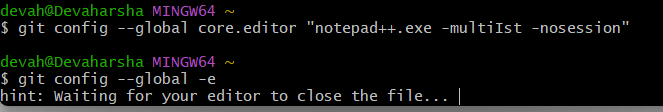 devah@Devaharsha MINGW64 ~
$ git config --global core.editor "notepad++.exe -multiIst -nosession"

devah@Devaharsha MINGW64 ~
$ git config --global -e
hint: Waiting for your editor to close the file...